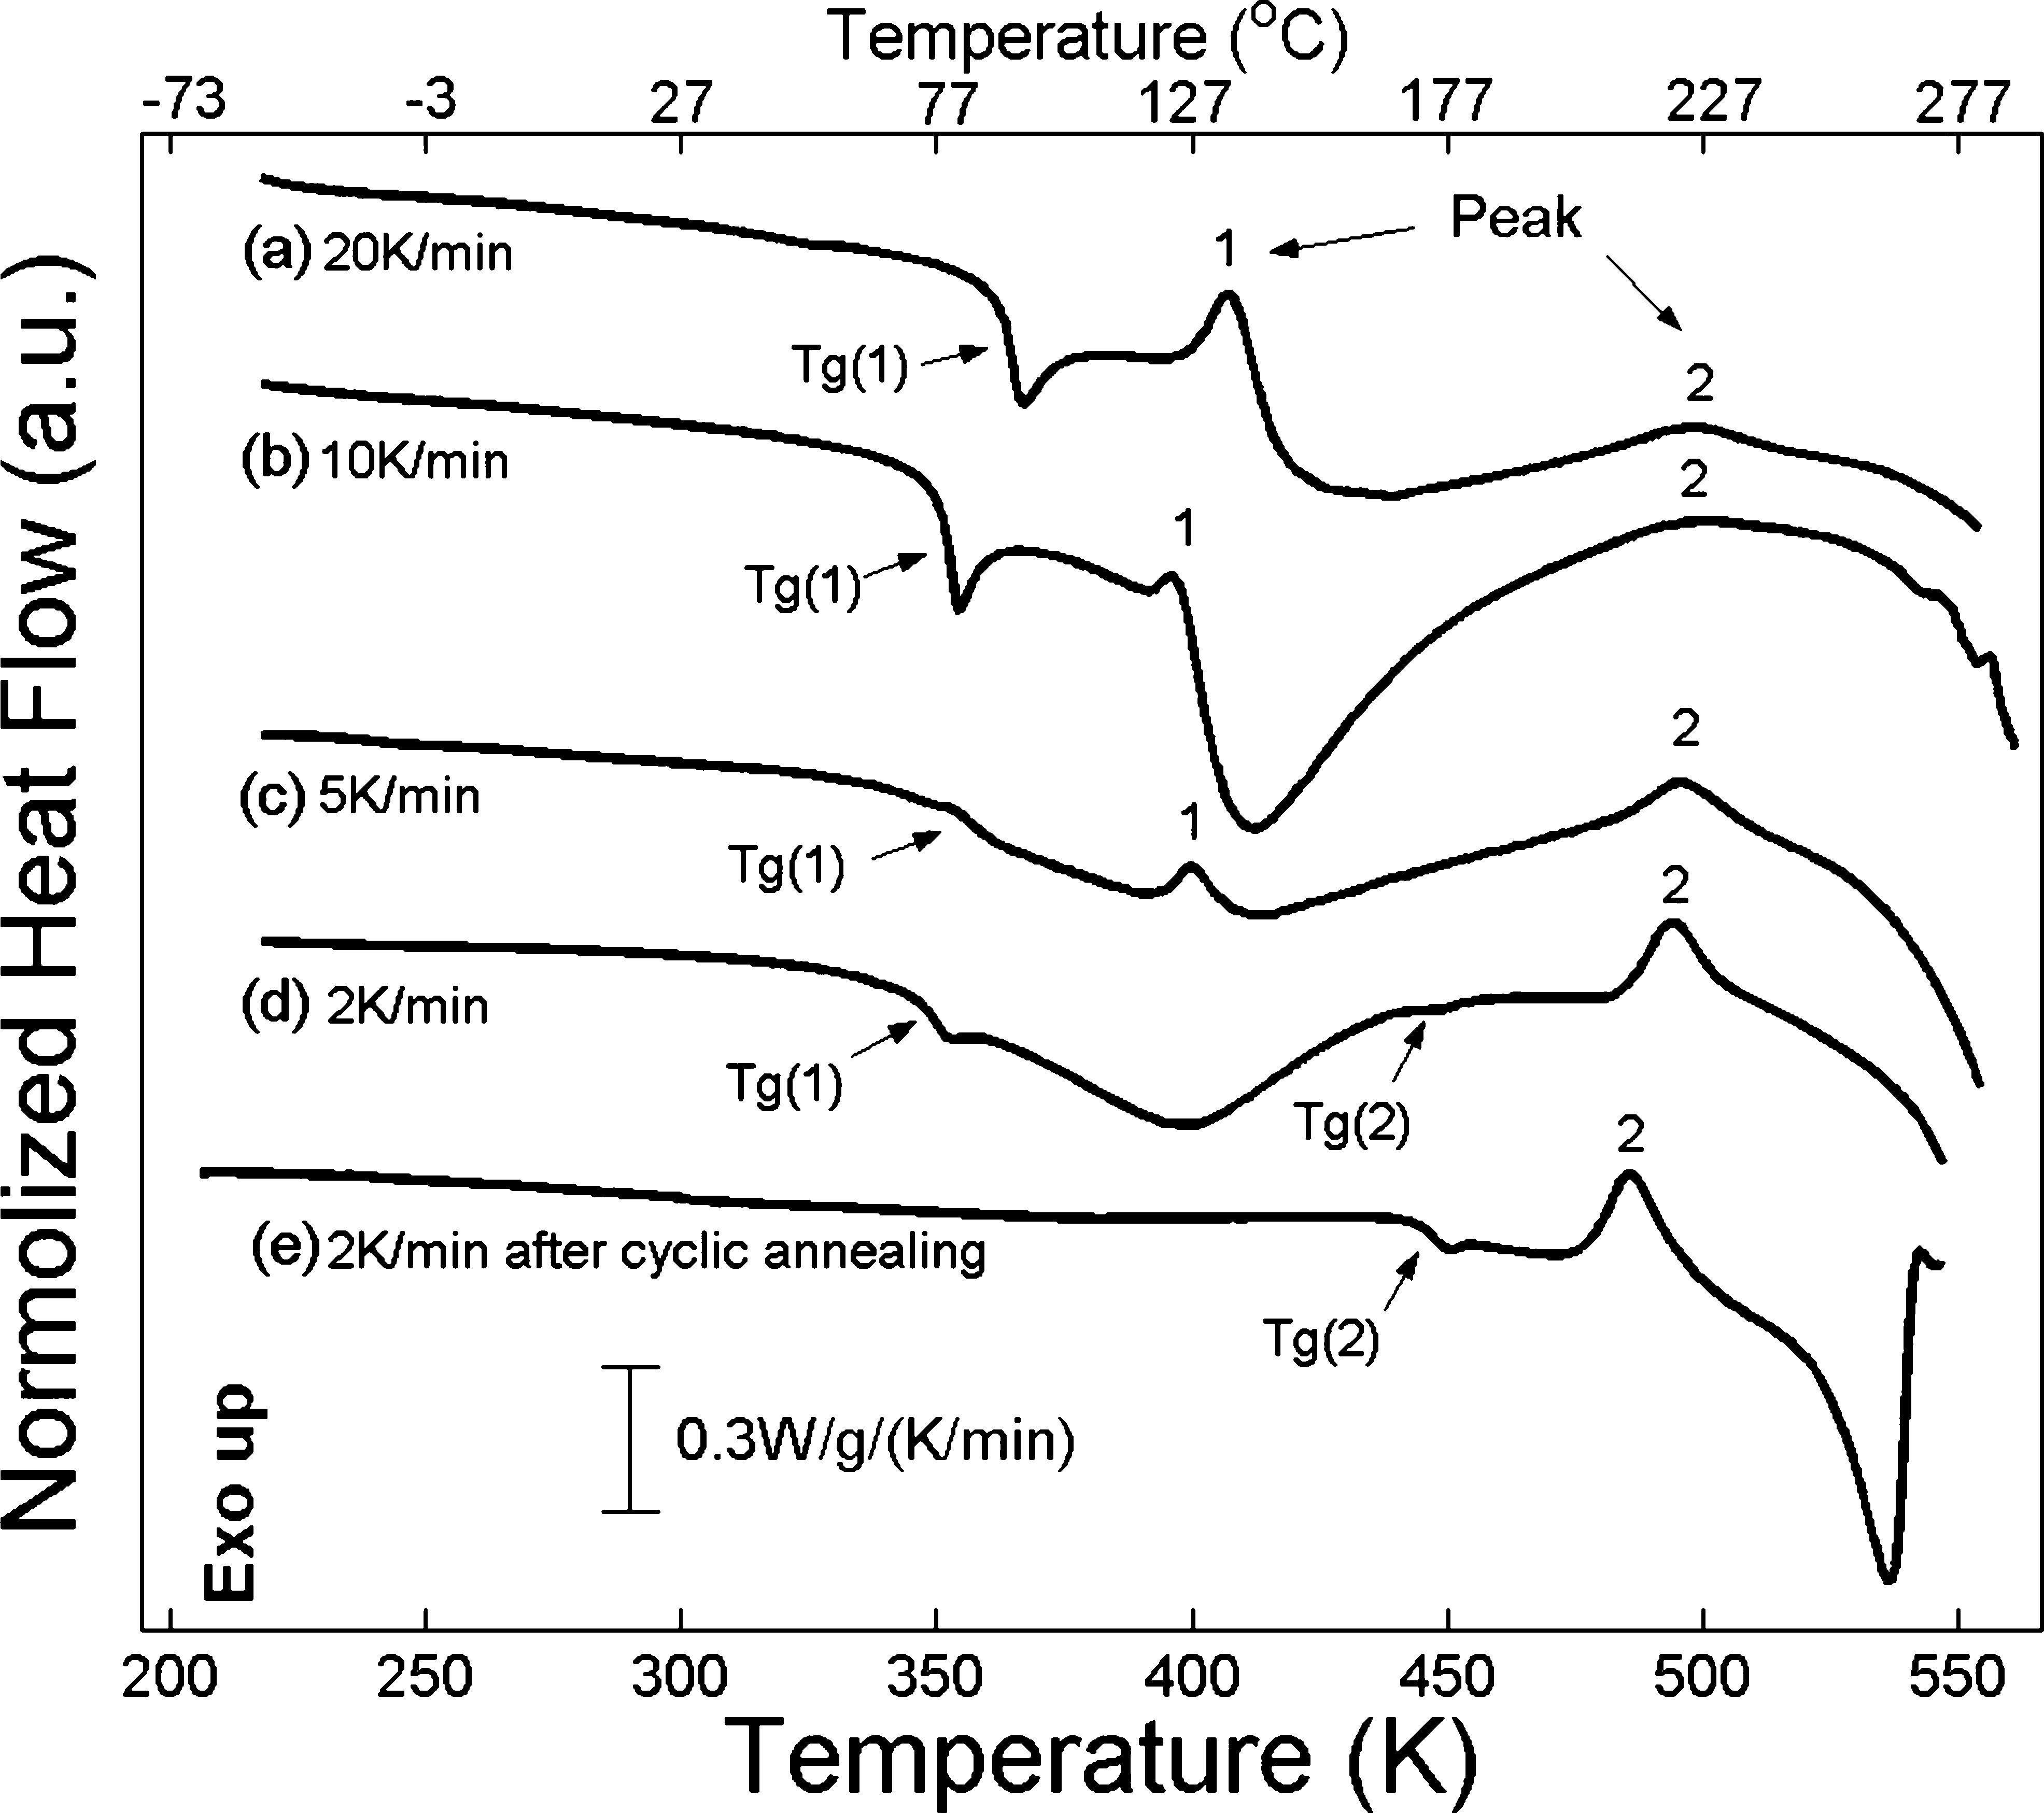 Temperature (°C)
-73 -3 27 77 127 177 227 277
Peak
(a) 20K/min
1
Tg(1)
2
(b) 10K/min
2
1
Tg(1)
2
(c) 5K/min
1
Tg(1)
2
(d) 2K/min
Tg(1)
Tg(2)
2
(e) 2K/min after cyclic annealing
Tg(2)
0.3W/g/(K/min)
Exo up
Normolized Heat Flow (a.u.)
200 250 300 350 400 450 500 550
Temperature (K)